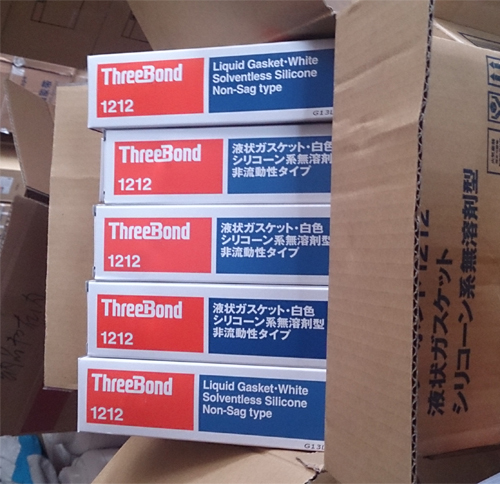 ThreeBond
1212
Liquid Gasket·White
Solventless Silicone
Non-Sag type
ThreeBond
1212
液状ガスケット・白色
シリコーン系無溶剤
非流動性タイプ
ThreeBond
1212
液状ガスケット・白色
シリコーン系無溶剤型
非流動性タイプ
ThreeBond
1212
液状ガスケット・白色
シリコーン系無溶剤型
非流動性タイプ
ThreeBond
1212
Liquid Gasket·White
Solventless Silicone
Non-Sag type
1212
液状ガスケット
シリコーン系無溶剤型